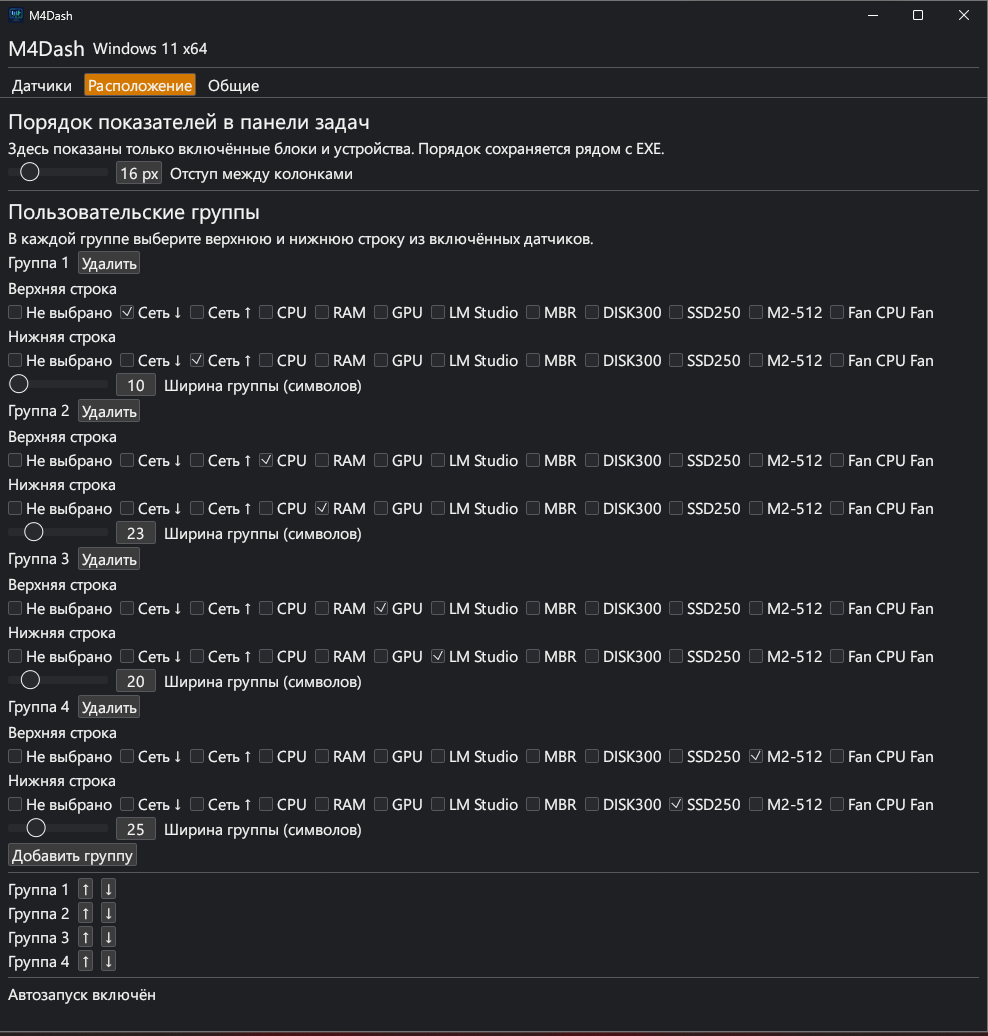 M4Dash
M4Dash Windows 11 x64
Датчики Расположение Общие
Порядок показателей в панели задач
Здесь показаны только включённые блоки и устройства. Порядок сохраняется рядом с EXE.
16 px Отступ между колонками
Пользовательские группы
В каждой группе выберите верхнюю и нижнюю строку из включённых датчиков.
Группа 1 Удалить
Верхняя строка
Не выбрано Сеть ↓ Сеть ↑ CPU RAM GPU LM Studio MBR DISK300 SSD250 M2-512 Fan CPU Fan
Нижняя строка
Не выбрано Сеть ↓ Сеть ↑ CPU RAM GPU LM Studio MBR DISK300 SSD250 M2-512 Fan CPU Fan
10 Ширина группы (символов)
Группа 2 Удалить
Верхняя строка
Не выбрано Сеть ↓ Сеть ↑ CPU RAM GPU LM Studio MBR DISK300 SSD250 M2-512 Fan CPU Fan
Нижняя строка
Не выбрано Сеть ↓ Сеть ↑ CPU RAM GPU LM Studio MBR DISK300 SSD250 M2-512 Fan CPU Fan
23 Ширина группы (символов)
Группа 3 Удалить
Верхняя строка
Не выбрано Сеть ↓ Сеть ↑ CPU RAM GPU LM Studio MBR DISK300 SSD250 M2-512 Fan CPU Fan
Нижняя строка
Не выбрано Сеть ↓ Сеть ↑ CPU RAM GPU LM Studio MBR DISK300 SSD250 M2-512 Fan CPU Fan
20 Ширина группы (символов)
Группа 4 Удалить
Верхняя строка
Не выбрано Сеть ↓ Сеть ↑ CPU RAM GPU LM Studio MBR DISK300 SSD250 M2-512 Fan CPU Fan
Нижняя строка
Не выбрано Сеть ↓ Сеть ↑ CPU RAM GPU LM Studio MBR DISK300 SSD250 M2-512 Fan CPU Fan
25 Ширина группы (символов)
Добавить группу
Группа 1 ↑ ↓
Группа 2 ↑ ↓
Группа 3 ↑ ↓
Группа 4 ↑ ↓
Автозапуск включён